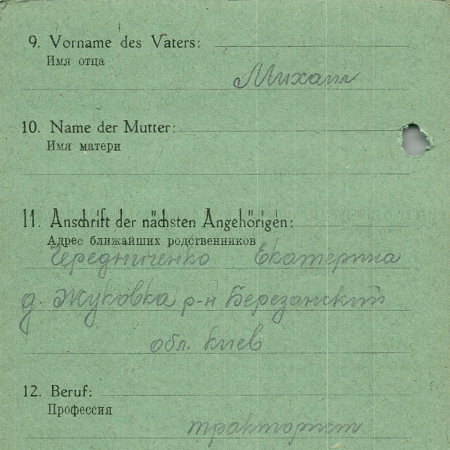 9. Vorname des Vaters:
Имя отца
Михаил
10. Name der Mutter:
Имя матери
11. Anschrift der nächsten Angehörigen:
Адрес ближайших родственников
Чередниченко Екатерина
д. Жуковка р-н Березанский
обл. Киев
12. Beruf:
Профессия
тракторист